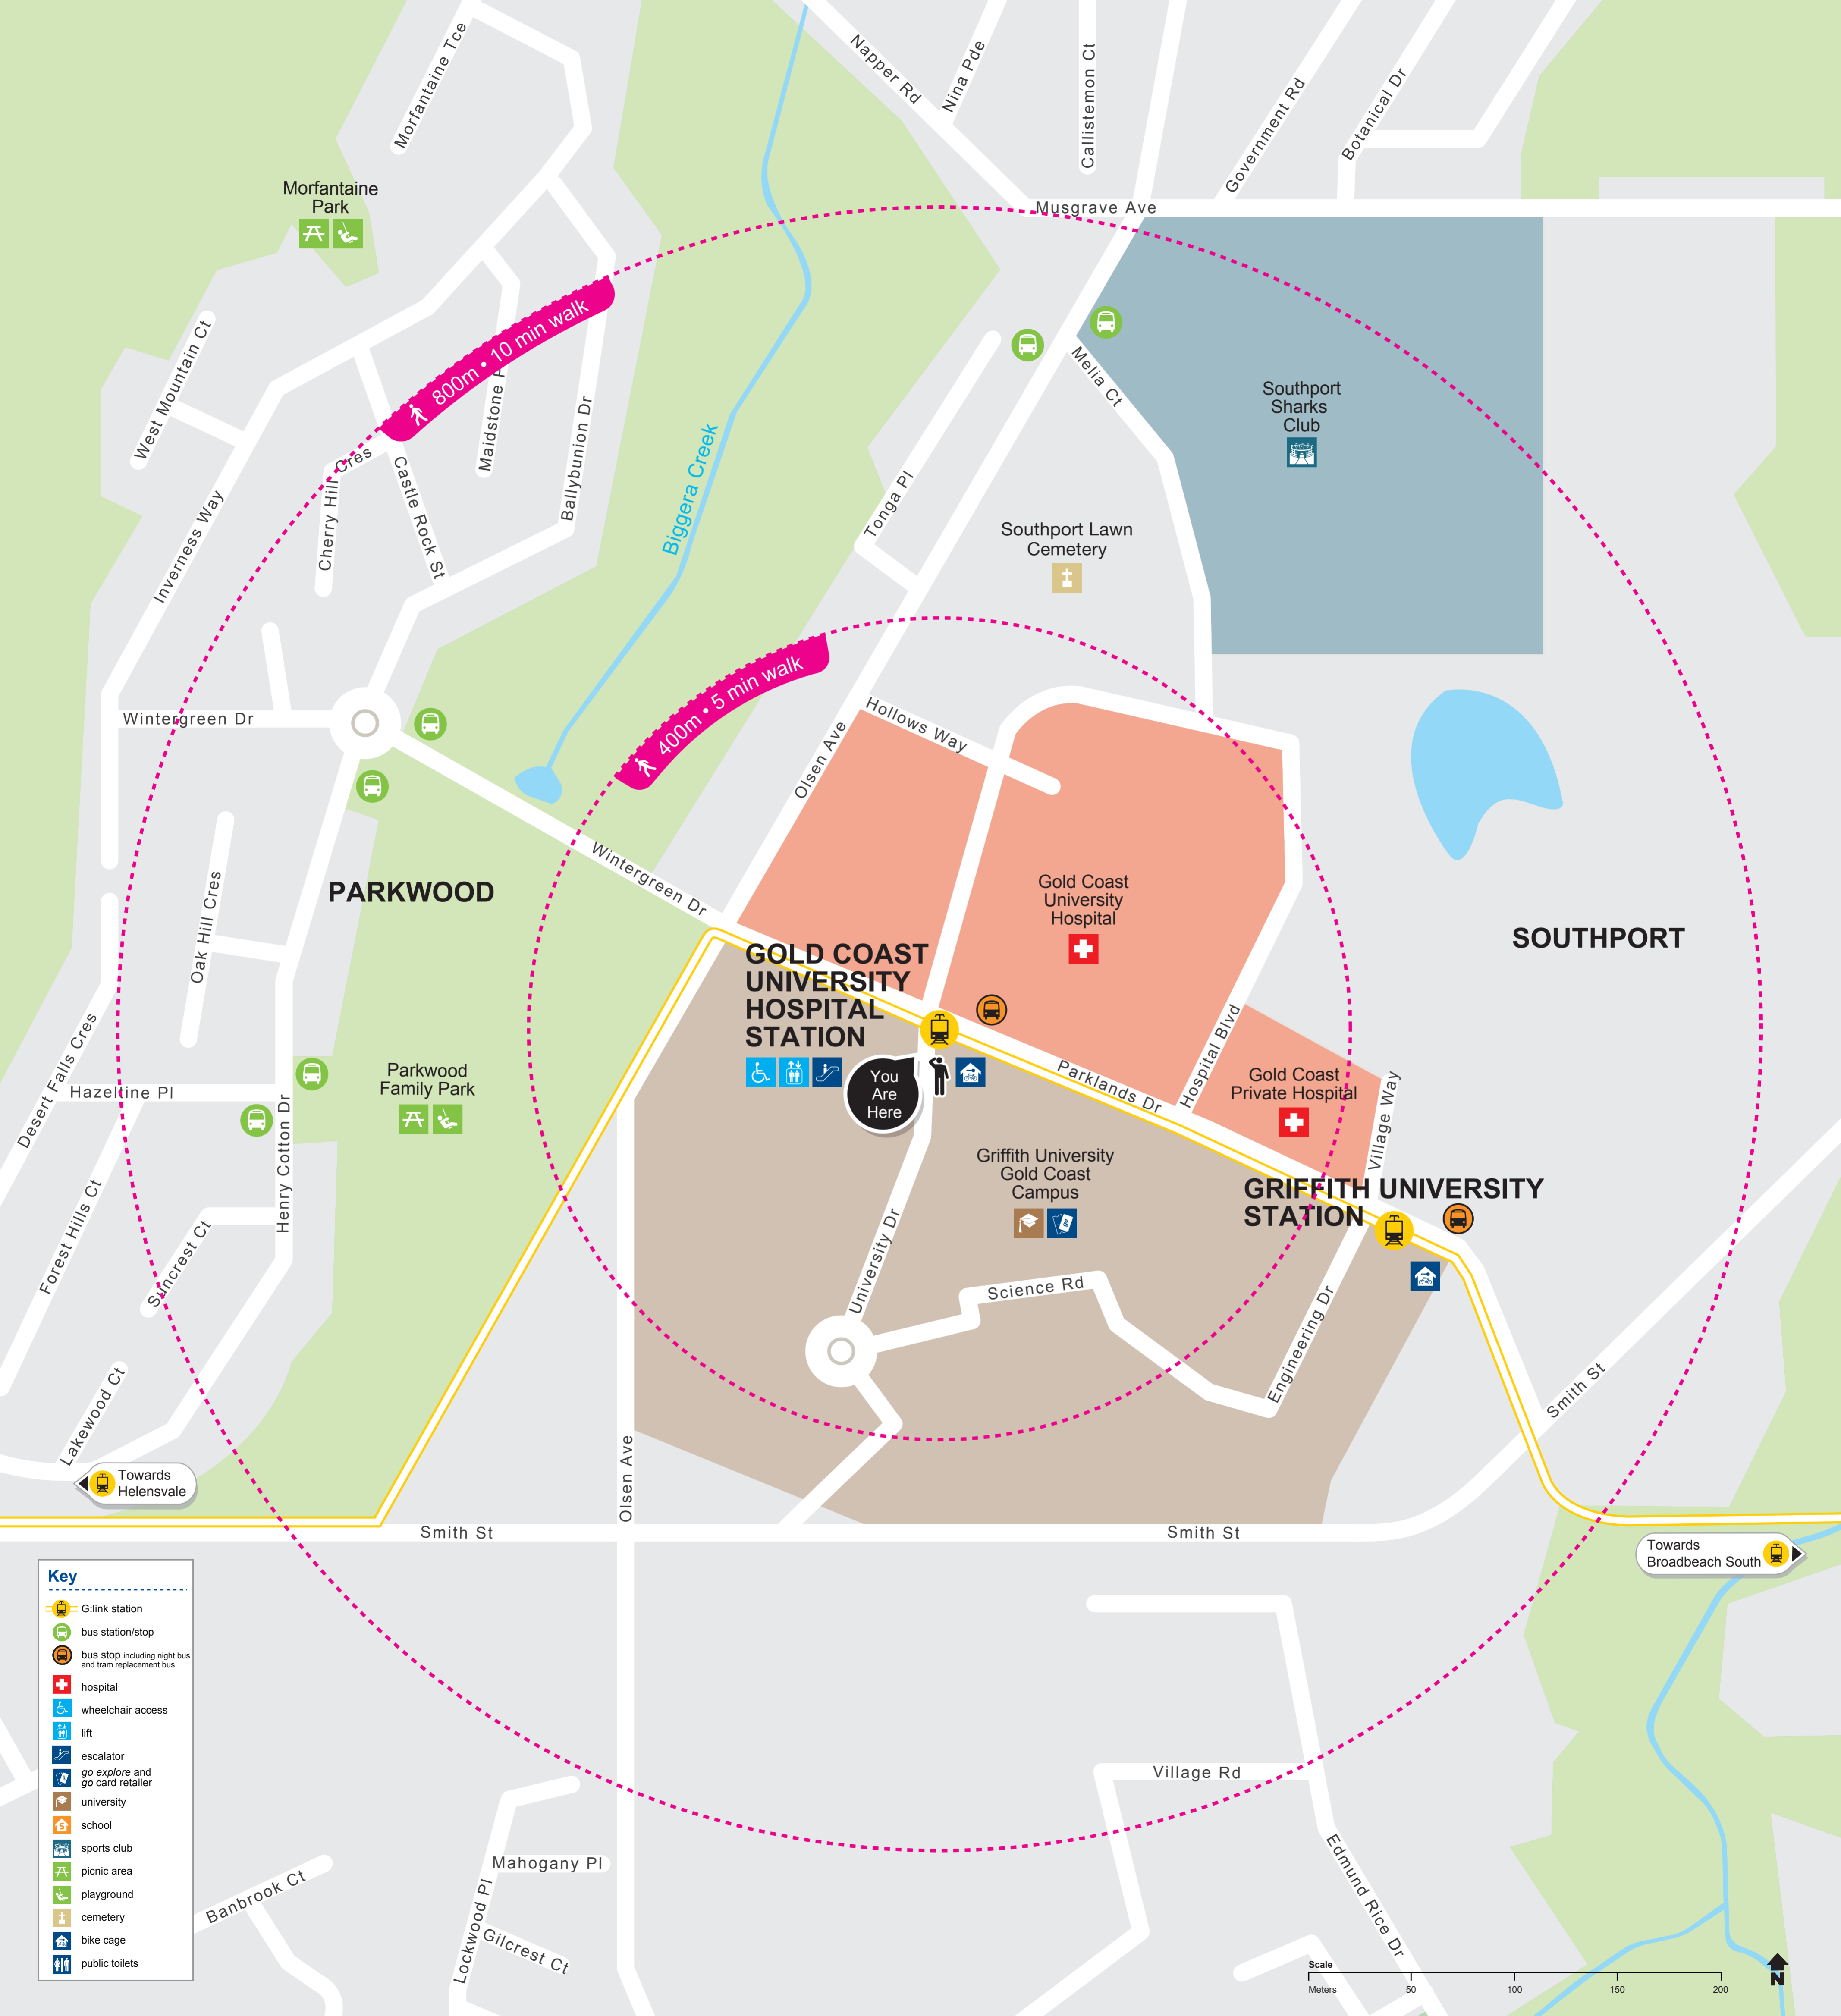 Morfantaine Tce
Napper Rd
Nina Pde
Callistemon Ct
Government Rd
Botanical Dr
Morfantaine
Park
Musgrave Ave
800m • 10 min walk
West Mountain Ct
Maidstone P
Ballybunion Dr
Melia Ct
Southport
Sharks
Club
Cherry Hill Cres
Castle Rock St
Biggera Creek
Inverness Way
Tonga Pl
Southport Lawn
Cemetery
400m • 5 min walk
Wintergreen Dr
Hollows Way
Olsen Ave
Wintergreen Dr
PARKWOOD
Oak Hill Cres
Gold Coast
University
Hospital
SOUTHPORT
GOLD COAST
UNIVERSITY
HOSPITAL
STATION
You
Are
Here
Parklands Dr
Hospital Blvd
Gold Coast
Private Hospital
Village Way
Desert Falls Cres
Hazeltine Pl
Parkwood
Family Park
Henry Cotton Dr
Griffith University
Gold Coast
Campus
GRIFFITH UNIVERSITY
STATION
Forest Hills Ct
Suncrest Ct
University Dr
Science Rd
Engineering Dr
Lakewood Ct
Smith St
Towards
Helensvale
Olsen Ave
Smith St
Smith St
Towards
Broadbeach South
Key
G:link station
bus station/stop
bus stop including night bus
and tram replacement bus
hospital
wheelchair access
lift
escalator
go explore and
go card retailer
university
school
sports club
picnic area
playground
cemetery
bike cage
public toilets
Village Rd
Mahogany Pl
Banbrook Ct
Lockwood Pl
Gilcrest Ct
Edmund Rice Dr
Scale
Meters 50 100 150 200
N